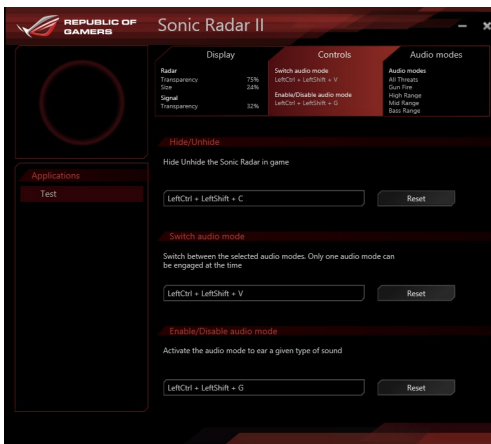 REPUBLIC OF
GAMERS
Sonic Radar II
Display
Radar
Transparency 75%
Size 24%
Signal
Transparency 32%
Controls
Switch audio mode
LeftCtrl + LeftShift + V
Enable/Disable audio mode
LeftCtrl + LeftShift + G
Audio modes
Audio modes
All Threats
Gun Fire
High Range
Mid Range
Bass Range
Applications
Test
Hide/Unhide
Hide Unhide the Sonic Radar in game
LeftCtrl + LeftShift + C
Reset
Switch audio mode
Switch between the selected audio modes. Only one audio mode can
be engaged at the time
LeftCtrl + LeftShift + V
Reset
Enable/Disable audio mode
Activate the audio mode to ear a given type of sound
LeftCtrl + LeftShift + G
Reset